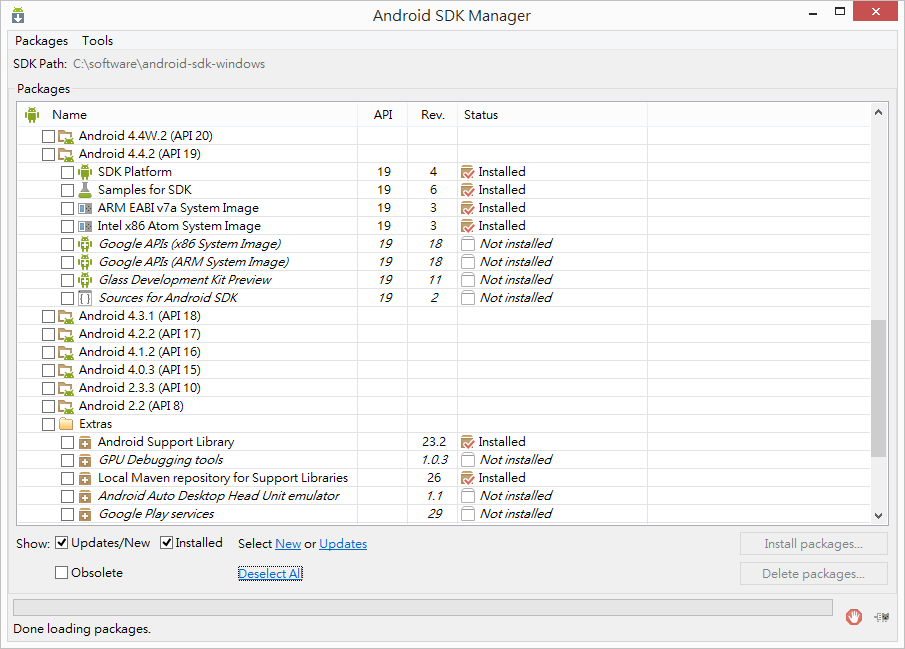 Android SDK Manager
Packages Tools
SDK Path: C:\software\android-sdk-windows
Packages
Name API Rev. Status
Android 4.4W.2 (API 20)
Android 4.4.2 (API 19)
SDK Platform 19 4 Installed
Samples for SDK 19 6 Installed
ARM EABI v7a System Image 19 3 Installed
Intel x86 Atom System Image 19 3 Installed
Google APIs (x86 System Image) 19 18 Not installed
Google APIs (ARM System Image) 19 18 Not installed
Glass Development Kit Preview 19 11 Not installed
Sources for Android SDK 19 2 Not installed
Android 4.3.1 (API 18)
Android 4.2.2 (API 17)
Android 4.1.2 (API 16)
Android 4.0.3 (API 15)
Android 2.3.3 (API 10)
Android 2.2 (API 8)
Extras
Android Support Library 23.2 Installed
GPU Debugging tools 1.0.3 Not installed
Local Maven repository for Support Libraries 26 Installed
Android Auto Desktop Head Unit emulator 1.1 Not installed
Google Play services 29 Not installed
Show: Updates/New Installed Select New or Updates Install packages...
Obsolete Deselect All Delete packages...
Done loading packages.